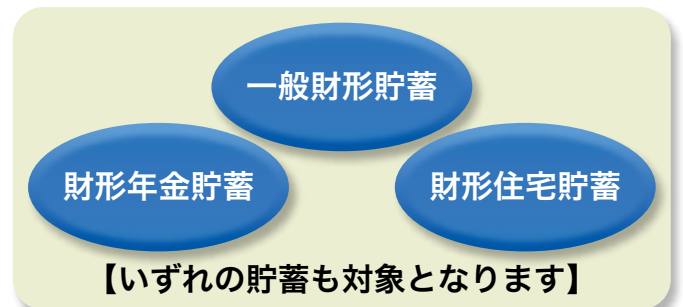 一般財形貯蓄
財形年金貯蓄
財形住宅貯蓄
【いずれの貯蓄も対象となります】